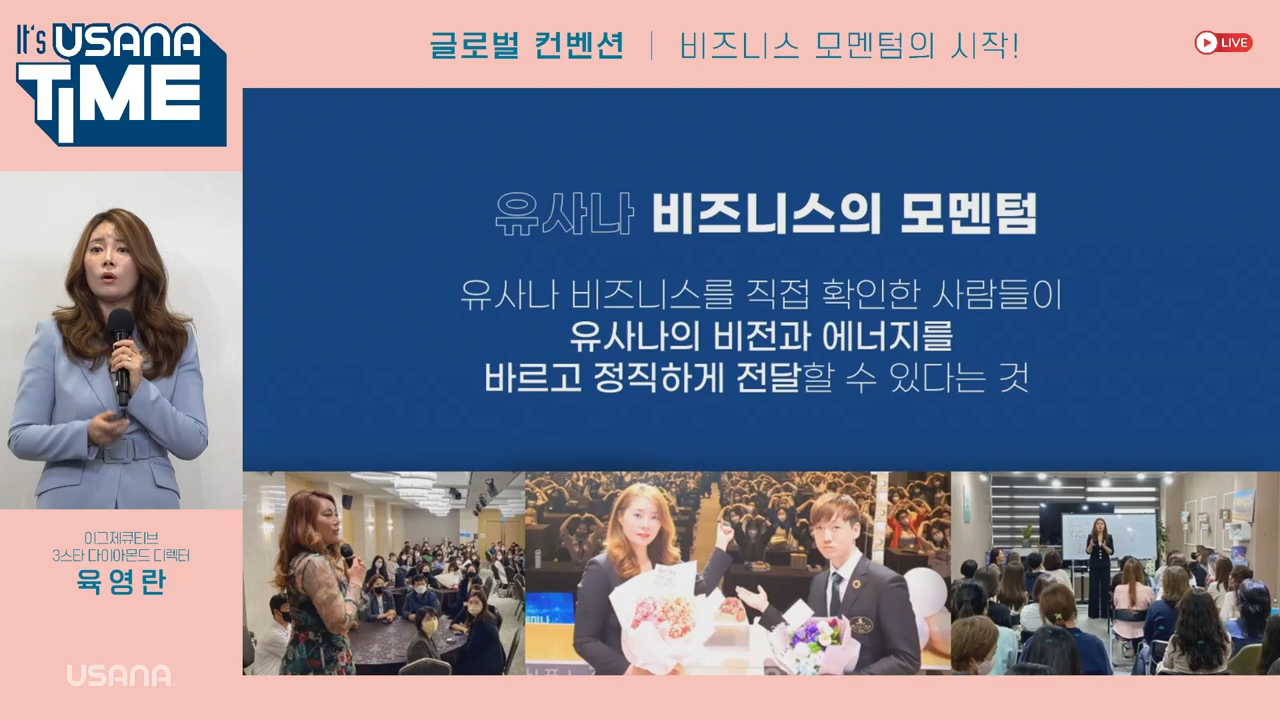 It's USANA
TIME
글로벌 컨벤션 | 비즈니스 모멘텀의 시작!
LIVE
유사나 비즈니스의 모멘텀
유사나 비즈니스를 직접 확인한 사람들이
유사나의 비전과 에너지를
바르고 정직하게 전달할 수 있다는 것
이그제큐티브
3스타 다이아몬드 디렉터
육영란
USANA